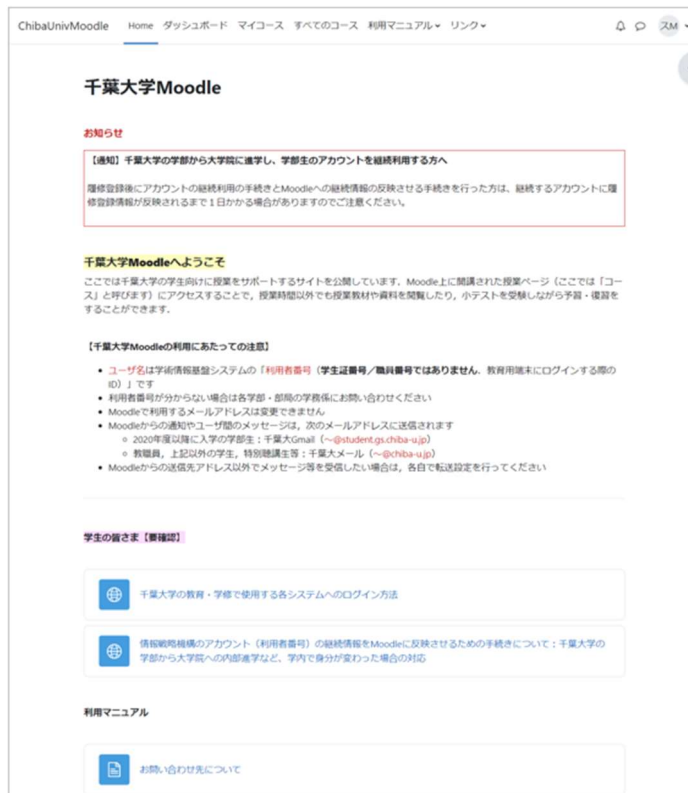 ChibaUnivMoodle Home ダッシュボード マイコース すべてのコース 利用マニュアル リンク スM
千葉大学Moodle
お知らせ
【通知】千葉大学の学部から大学院に進学し、学部生のアカウントを継続利用する方へ
履修登録後にアカウントの継続利用の手続きとMoodleへの継続情報の反映させる手続きを行った方は、継続するアカウントに履
修登録情報が反映されるまで１日かかる場合がありますのでご注意ください。
千葉大学Moodleへようこそ
ここでは千葉大学の学生向けに授業をサポートするサイトを公開しています．Moodle上に開講された授業ページ（ここでは「コー
ス」と呼びます）にアクセスすることで，授業時間以外でも授業教材や資料を閲覧したり，小テストを受験しながら予習・復習を
することができます．
【千葉大学Moodleの利用にあたっての注意】
ユーザ名は学術情報基盤システムの「利用者番号（学生証番号／職員番号ではありません．教育用端末にログインする際の
ID）」です
利用者番号が分からない場合は各学部・部局の学務係にお問い合わせください
Moodleで利用するメールアドレスは変更できません
Moodleからの通知やユーザ間のメッセージは，次のメールアドレスに送信されます
2020年度以降に入学の学部生：千葉大Gmail（～@student.gs.chiba-u.jp）
教職員，上記以外の学生，特別聴講生等：千葉大メール（～@chiba-u.jp）
Moodleからの送信先アドレス以外でメッセージ等を受信したい場合は，各自で転送設定を行ってください
学生の皆さま【要確認】
千葉大学の教育・学修で使用する各システムへのログイン方法
情報戦略機構のアカウント（利用者番号）の継続情報をMoodleに反映させるための手続きについて：千葉大学の
学部から大学院への内部進学など、学内で身分が変わった場合の対応
利用マニュアル
お問い合わせ先について